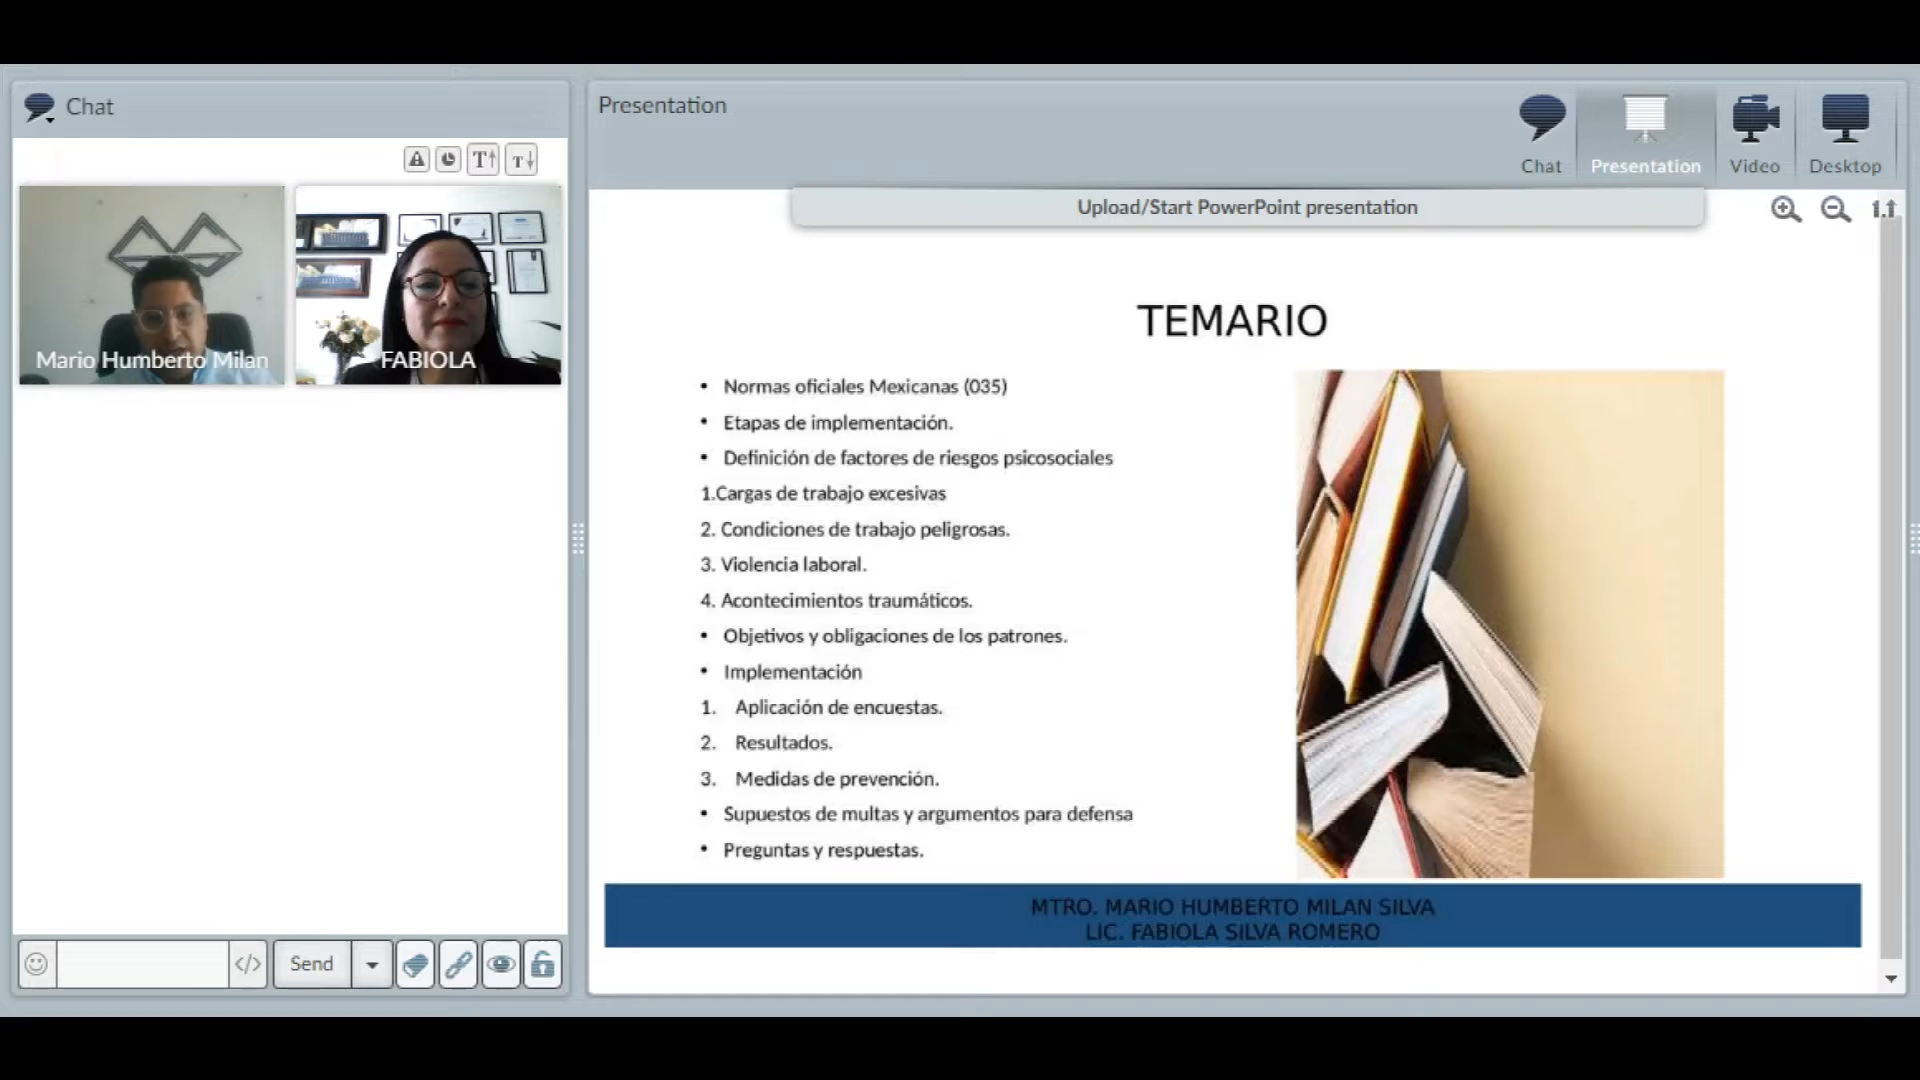 Chat
Mario Humberto Milan
FABIOLA
</> Send
Presentation
Chat
Presentation
Video
Desktop
Upload/Start PowerPoint presentation
1.1
TEMARIO
• Normas oficiales Mexicanas (035)
• Etapas de implementación.
• Definición de factores de riesgos psicosociales
1.Cargas de trabajo excesivas
2. Condiciones de trabajo peligrosas.
3. Violencia laboral.
4. Acontecimientos traumáticos.
• Objetivos y obligaciones de los patrones.
• Implementación
1. Aplicación de encuestas.
2. Resultados.
3. Medidas de prevención.
• Supuestos de multas y argumentos para defensa
• Preguntas y respuestas.
MTRO. MARIO HUMBERTO MILAN SILVA
LIC. FABIOLA SILVA ROMERO